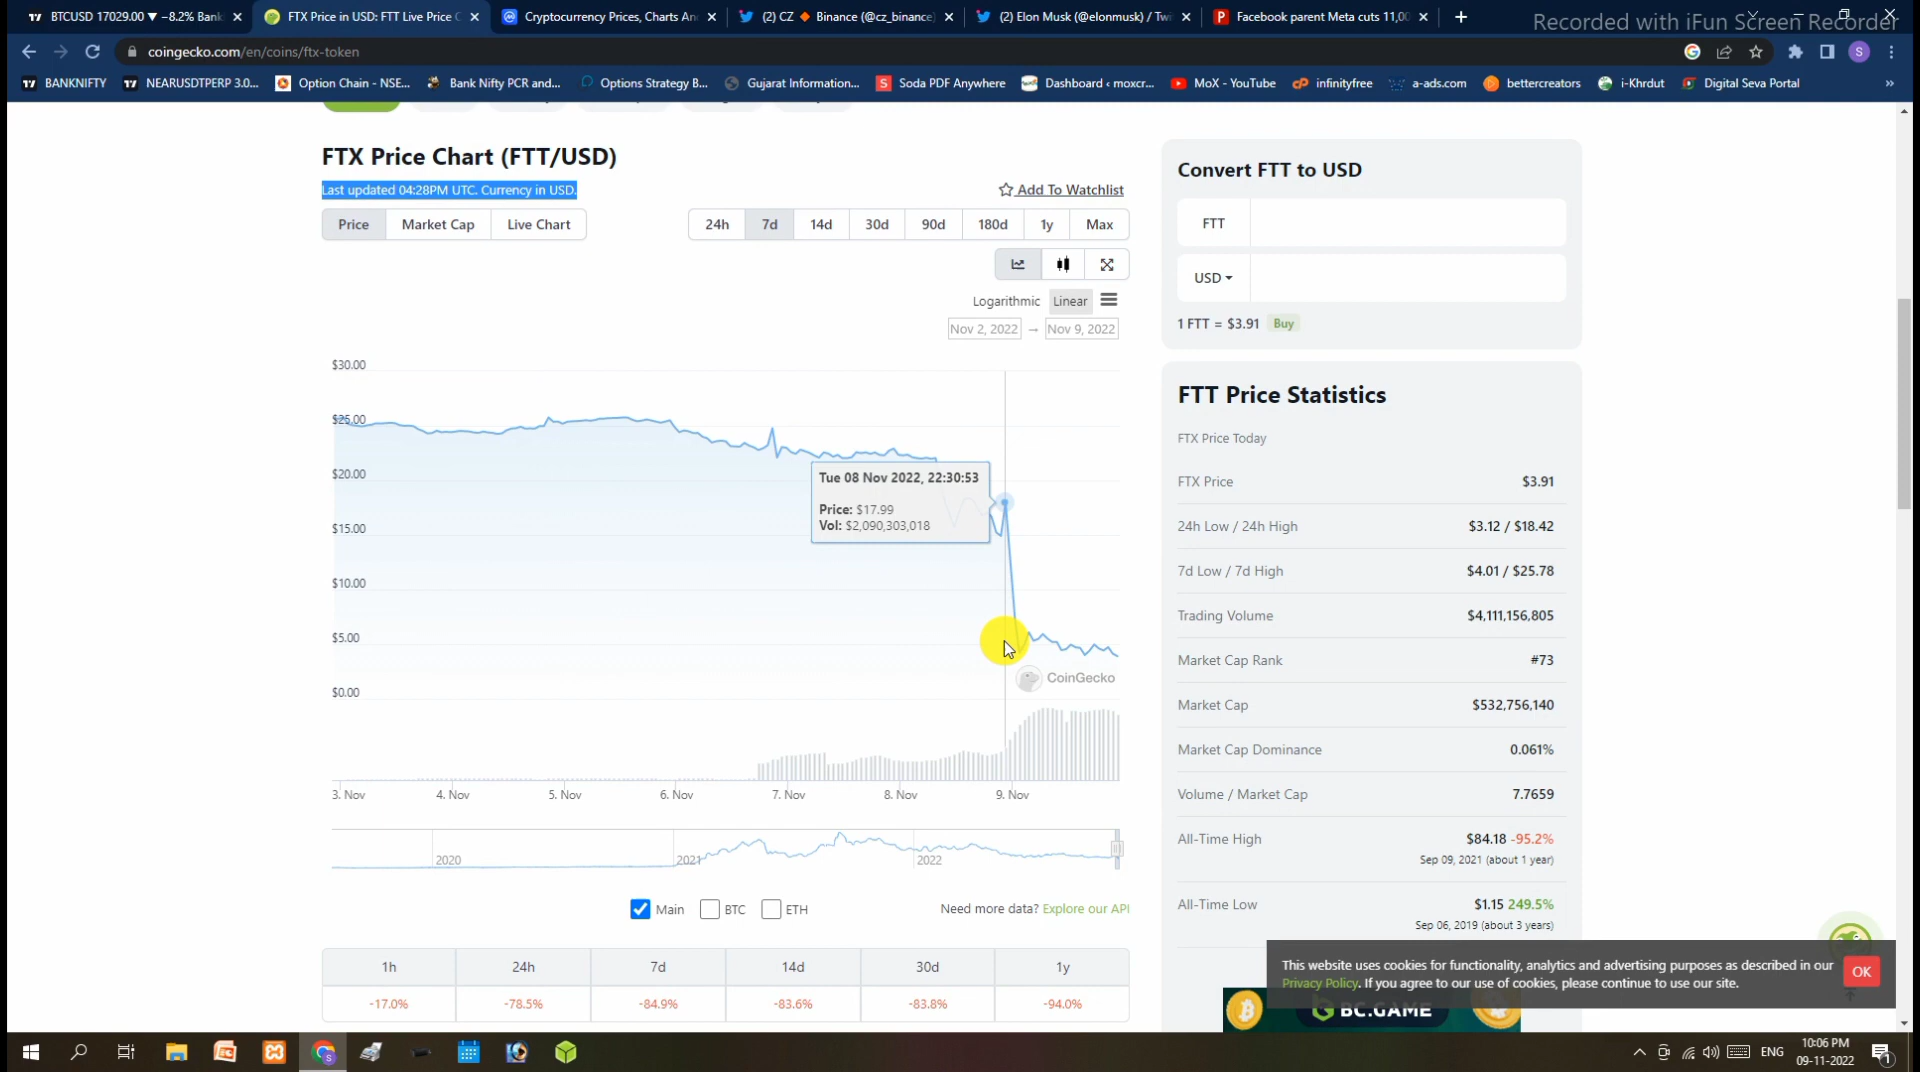 BTCUSD 17029.00 ▼ −8.2% Bank
FTX Price in USD: FTT Live Price C
Cryptocurrency Prices, Charts An
(2) CZ 🔶 Binance (@cz_binance)
(2) Elon Musk (@elonmusk) / Twi
Facebook parent Meta cuts 11,00
Recorded with iFun Screen Recorder
coingecko.com/en/coins/ftx-token
BANKNIFTY
NEARUSDTPERP 3.0...
Option Chain - NSE...
Bank Nifty PCR and...
Options Strategy B...
Gujarat Information...
Soda PDF Anywhere
Dashboard ‹ moxcr...
MoX - YouTube
infinityfree
a-ads.com
bettercreators
i-Khrdut
Digital Seva Portal
»
FTX Price Chart (FTT/USD)
Last updated 04:28PM UTC. Currency in USD.
Add To Watchlist
Price Market Cap Live Chart
24h 7d 14d 30d 90d 180d 1y Max
Logarithmic Linear
Nov 2, 2022 → Nov 9, 2022
$30.00
$25.00
$20.00
$15.00
$10.00
$5.00
$0.00
Tue 08 Nov 2022, 22:30:53
Price: $17.99
Vol: $2,090,303,018
CoinGecko
3. Nov 4. Nov 5. Nov 6. Nov 7. Nov 8. Nov 9. Nov
2020 2021 2022
Main BTC ETH
Need more data? Explore our API
1h 24h 7d 14d 30d 1y
-17.0% -78.5% -84.9% -83.6% -83.8% -94.0%
Convert FTT to USD
FTT
USD
1 FTT = $3.91 Buy
FTT Price Statistics
FTX Price Today
FTX Price $3.91
24h Low / 24h High $3.12 / $18.42
7d Low / 7d High $4.01 / $25.78
Trading Volume $4,111,156,805
Market Cap Rank #73
Market Cap $532,756,140
Market Cap Dominance 0.061%
Volume / Market Cap 7.7659
All-Time High $84.18 -95.2%
Sep 09, 2021 (about 1 year)
All-Time Low $1.15 249.5%
Sep 06, 2019 (about 3 years)
This website uses cookies for functionality, analytics and advertising purposes as described in our
Privacy Policy. If you agree to our use of cookies, please continue to use our site.
OK
BC.GAME
ENG
10:06 PM
09-11-2022
1